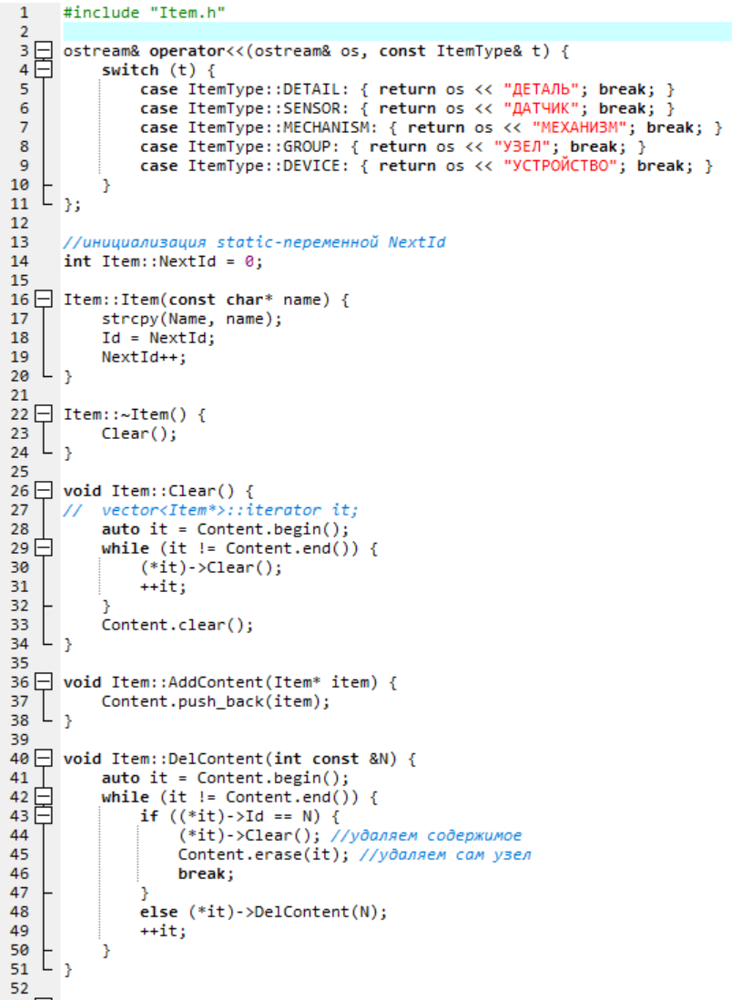 1 #include "Item.h"
2
3 ostream& operator<<(ostream& os, const ItemType& t) {
4     switch (t) {
5         case ItemType::DETAIL: { return os << "ДЕТАЛЬ"; break; }
6         case ItemType::SENSOR: { return os << "ДАТЧИК"; break; }
7         case ItemType::MECHANISM: { return os << "МЕХАНИЗМ"; break; }
8         case ItemType::GROUP: { return os << "УЗЕЛ"; break; }
9         case ItemType::DEVICE: { return os << "УСТРОЙСТВО"; break; }
10     }
11 };
12
13 //инициализация static-переменной NextId
14 int Item::NextId = 0;
15
16 Item::Item(const char* name) {
17     strcpy(Name, name);
18     Id = NextId;
19     NextId++;
20 }
21
22 Item::~Item() {
23     Clear();
24 }
25
26 void Item::Clear() {
27 //  vector<Item*>::iterator it;
28     auto it = Content.begin();
29     while (it != Content.end()) {
30         (*it)->Clear();
31         ++it;
32     }
33     Content.clear();
34 }
35
36 void Item::AddContent(Item* item) {
37     Content.push_back(item);
38 }
39
40 void Item::DelContent(int const &N) {
41     auto it = Content.begin();
42     while (it != Content.end()) {
43         if ((*it)->Id == N) {
44             (*it)->Clear(); //удаляем содержимое
45             Content.erase(it); //удаляем сам узел
46             break;
47         }
48         else (*it)->DelContent(N);
49         ++it;
50     }
51 }
52